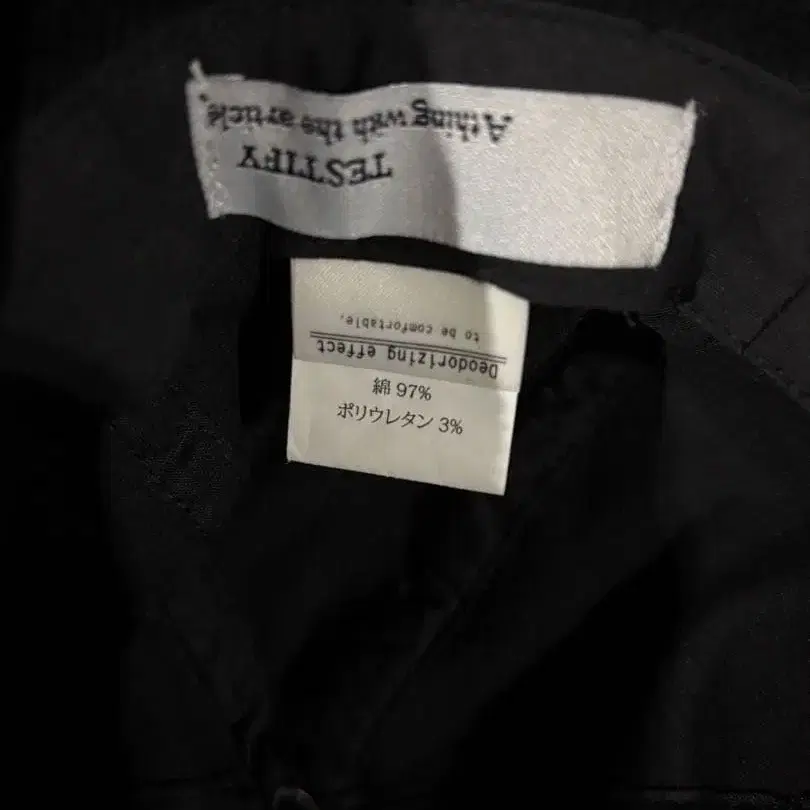 TESTIFY
A thing with the article.
Deodorizing effect
to be comfortable.
綿 97%
ポリウレタン 3%